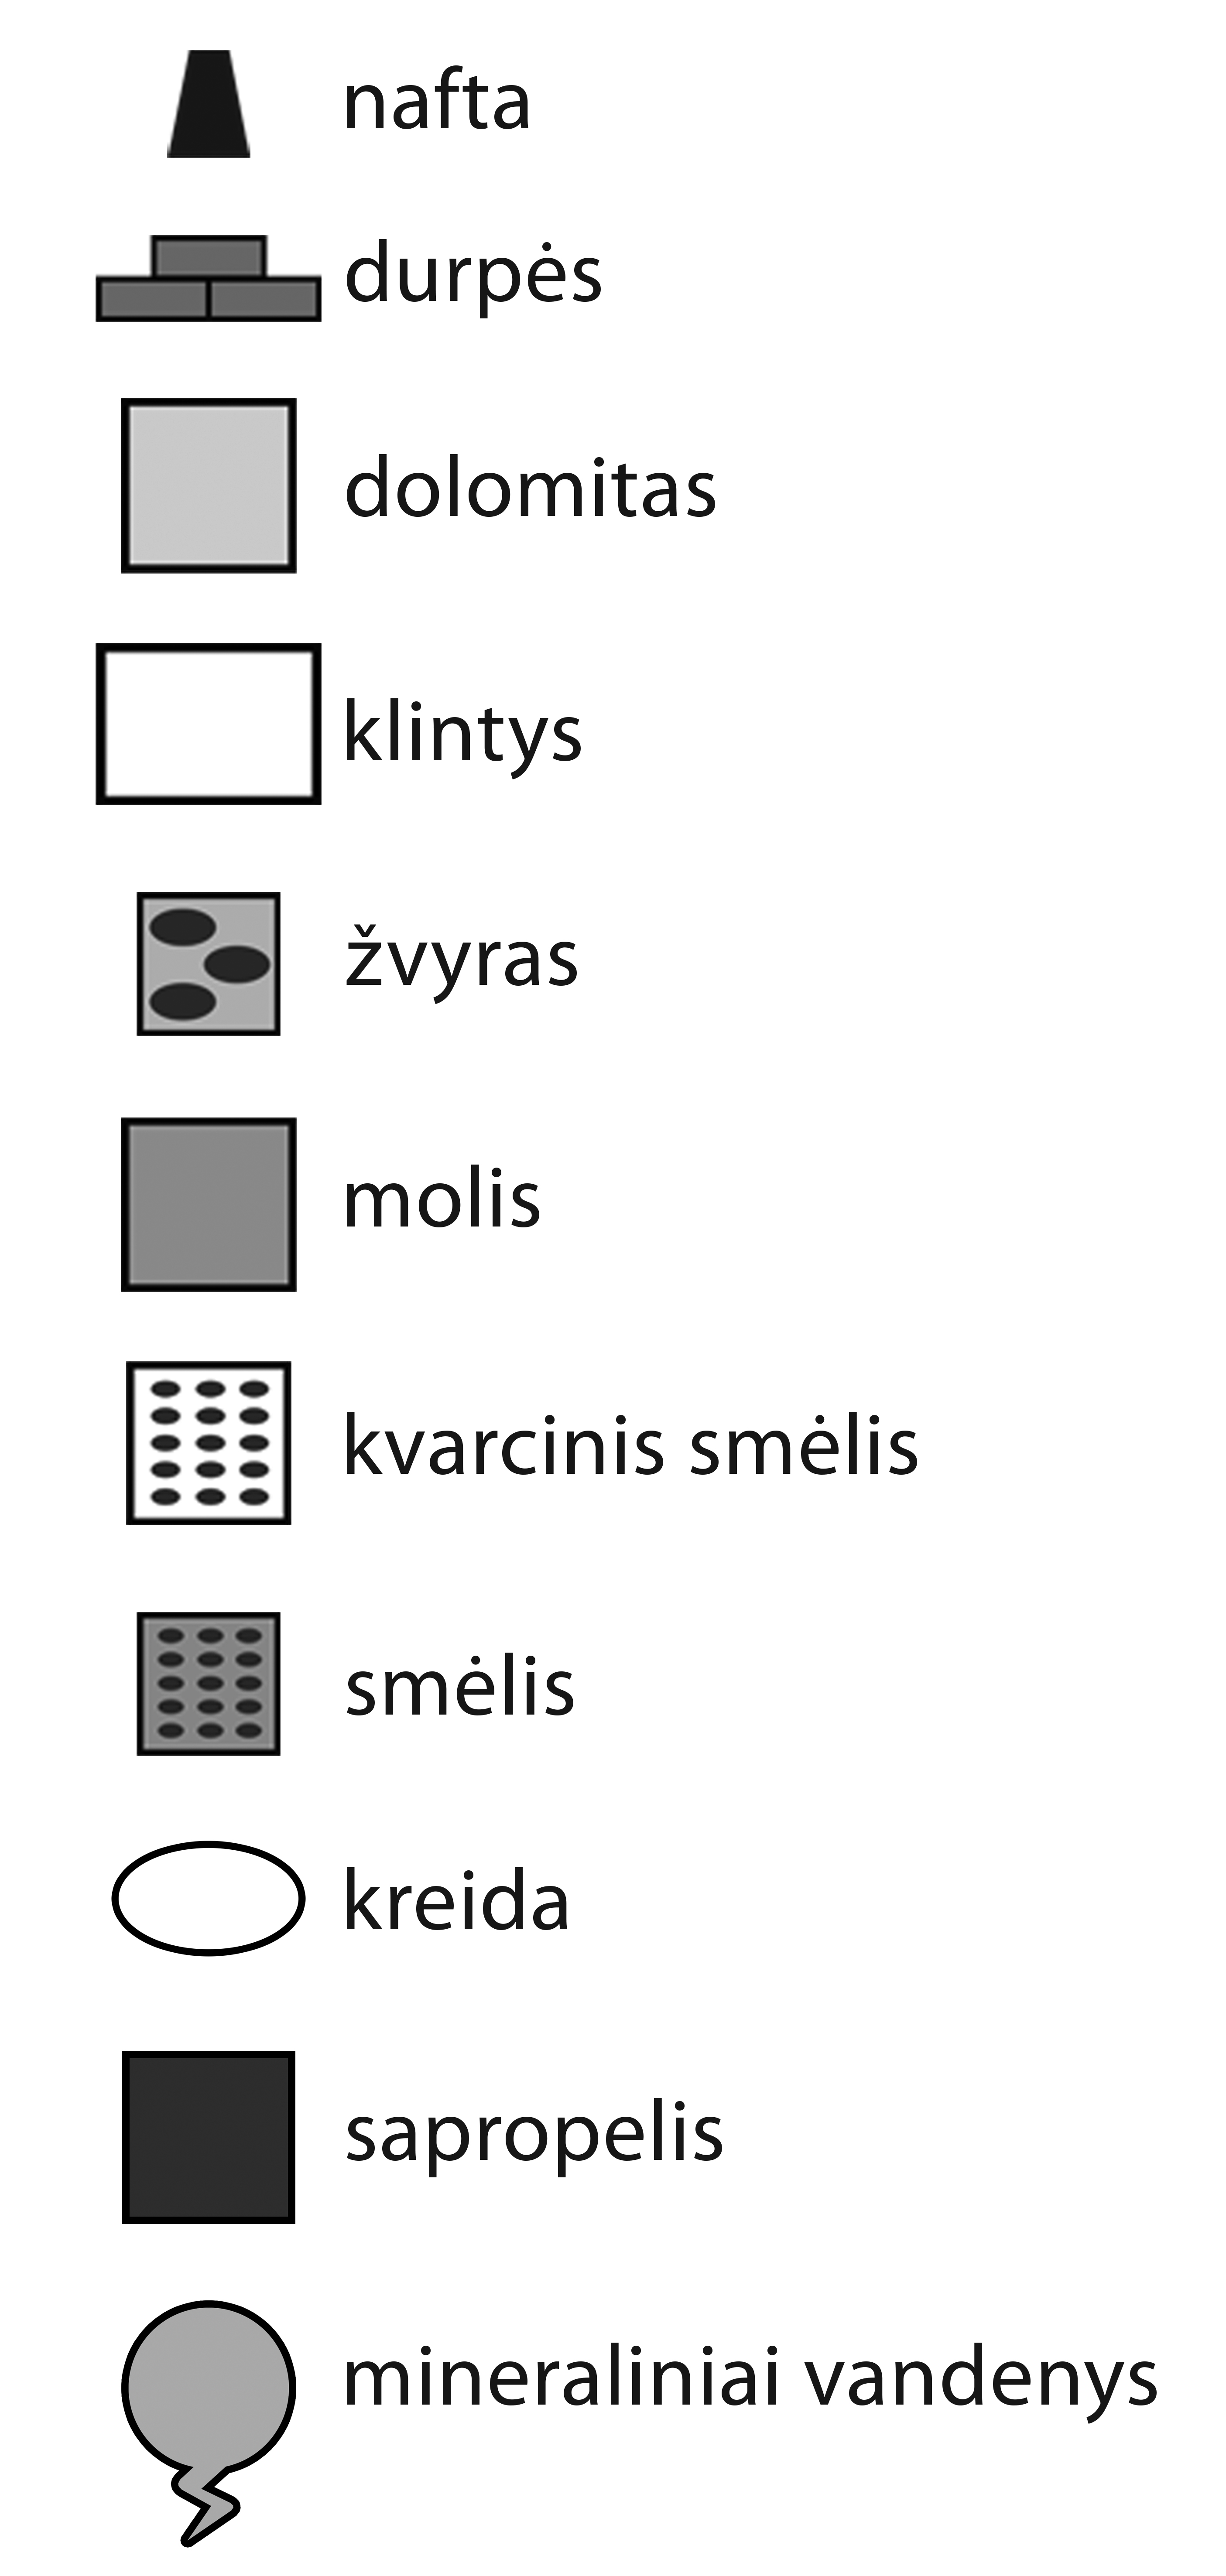 nafta
durpės
dolomitas
klintys
žvyras
molis
kvarcinis smėlis
smėlis
kreida
sapropelis
mineraliniai vandenys